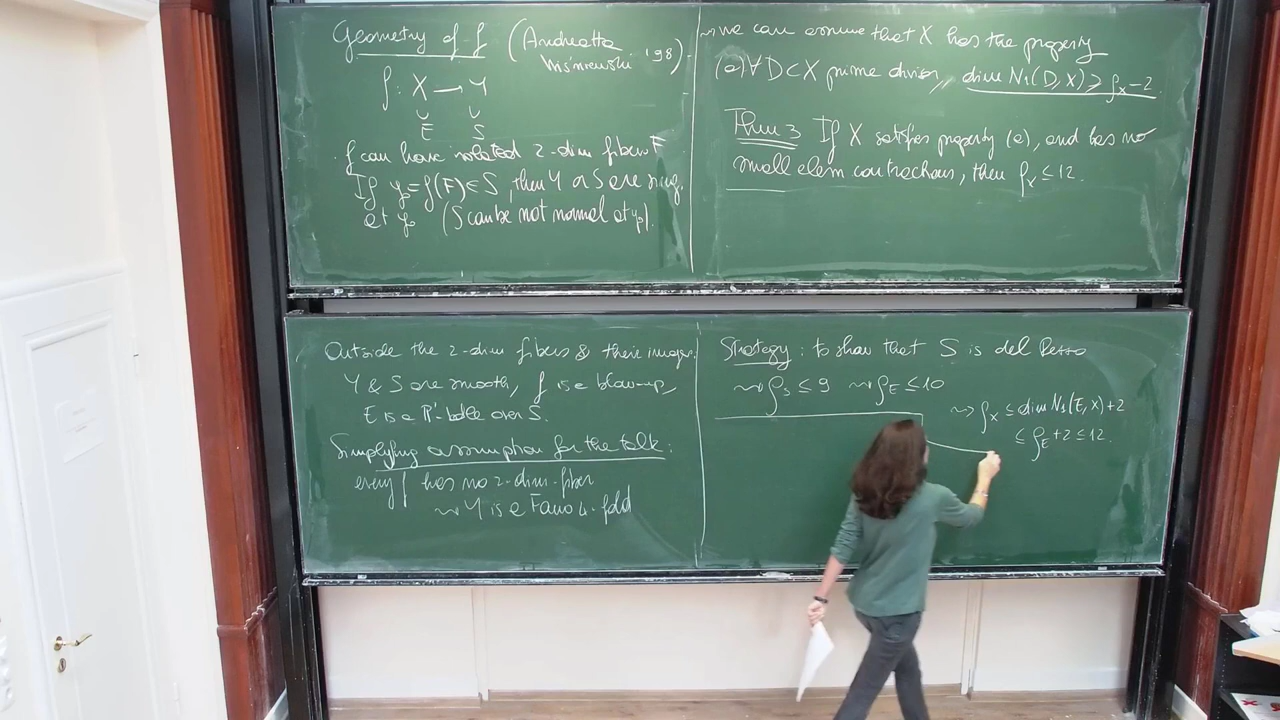 Geometry of f (Andreatta
Wiśniewski '98).
f: X → Y
∪ ∪
E S
· f can have isolated 2-dim fibers F
If y₀=f(F)∈S, then Y & S are sing.
at y₀ (S can be not normal at y₀).
⇝ we can assume that X has the property
(a) ∀D⊂X prime divisor, dim N₁(D,X) ≥ ρ_X−2.
Thm 3 If X satisfies property (a), and has no
small elem contractions, then ρ_X ≤ 12.
Outside the 2-dim fibers & their images
Y & S are smooth, f is a blow-up,
E is a P¹-bdle over S.
Simplifying assumption for the talk:
every f has no 2-dim-fiber
⇝ Y is a Fano 4-fold
Strategy: to show that S is del Pezzo
⇝ ρ_S ≤ 9 ⇝ ρ_E ≤ 10
⇝ ρ_X ≤ dim N₁(E,X)+2
≤ ρ_E+2 ≤ 12.